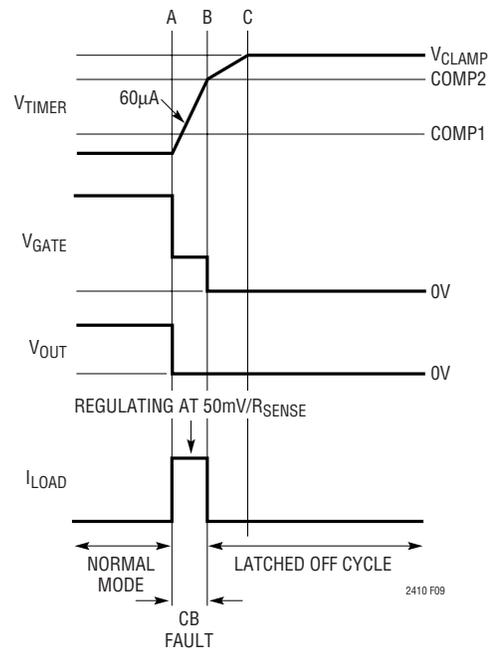 A B C
VCLAMP
COMP2
VTIMER
60µA
COMP1
VGATE
0V
VOUT
0V
REGULATING AT 50mV/RSENSE
ILOAD
NORMAL
MODE
LATCHED OFF CYCLE
2410 F09
CB
FAULT